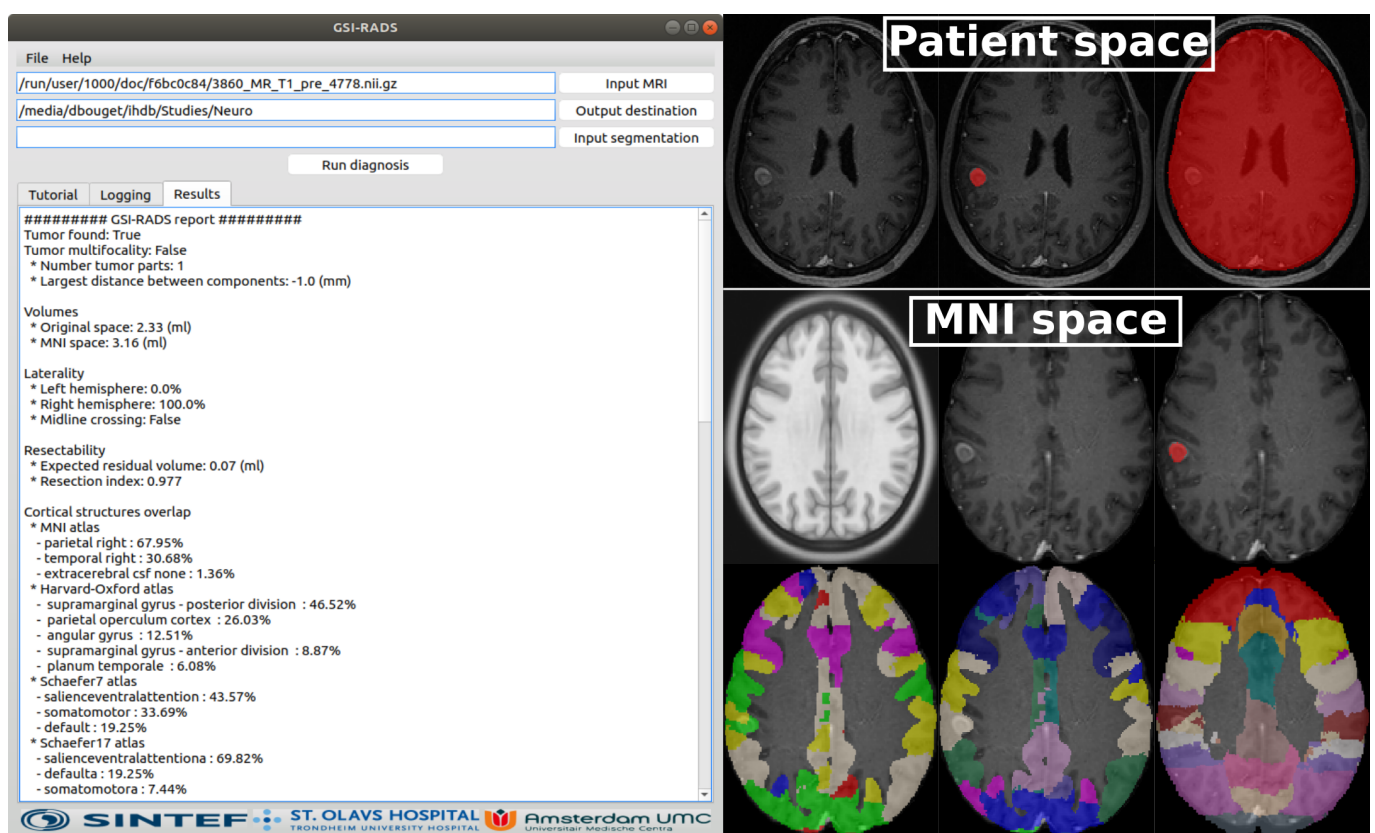 GSI-RADS
File Help
/run/user/1000/doc/f6bc0c84/3860_MR_T1_pre_4778.nii.gz
Input MRI
/media/dbouget/ihdb/Studies/Neuro
Output destination
Input segmentation
Run diagnosis
Tutorial Logging Results
######### GSI-RADS report #########
Tumor found: True
Tumor multifocality: False
* Number tumor parts: 1
* Largest distance between components: -1.0 (mm)
Volumes
* Original space: 2.33 (ml)
* MNI space: 3.16 (ml)
Laterality
* Left hemisphere: 0.0%
* Right hemisphere: 100.0%
* Midline crossing: False
Resectability
* Expected residual volume: 0.07 (ml)
* Resection index: 0.977
Cortical structures overlap
* MNI atlas
- parietal right : 67.95%
- temporal right : 30.68%
- extracerebral csf none : 1.36%
* Harvard-Oxford atlas
- supramarginal gyrus - posterior division : 46.52%
- parietal operculum cortex : 26.03%
- angular gyrus : 12.51%
- supramarginal gyrus - anterior division : 8.87%
- planum temporale : 6.08%
* Schaefer7 atlas
- salienceventralattention : 43.57%
- somatomotor : 33.69%
- default : 19.25%
* Schaefer17 atlas
- salienceventralattentiona : 69.82%
- defaulta : 19.25%
- somatomotora : 7.44%
SINTEF
ST. OLAVS HOSPITAL
TRONDHEIM UNIVERSITY HOSPITAL
Amsterdam UMC
Universitair Medische Centra
Patient space
MNI space